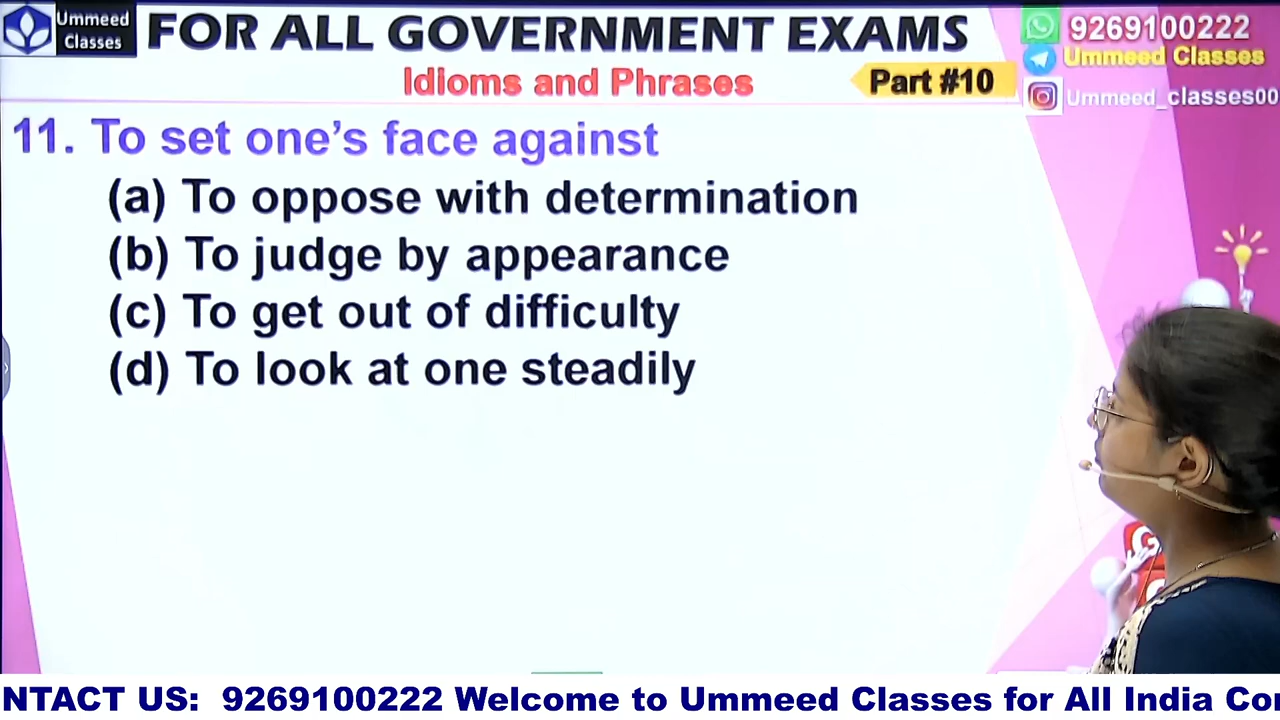 Ummeed
Classes
FOR ALL GOVERNMENT EXAMS
Idioms and Phrases
Part #10
9269100222
Ummeed Classes
Ummeed_classes00
11. To set one’s face against
(a) To oppose with determination
(b) To judge by appearance
(c) To get out of difficulty
(d) To look at one steadily
G
NTACT US: 9269100222 Welcome to Ummeed Classes for All India Co